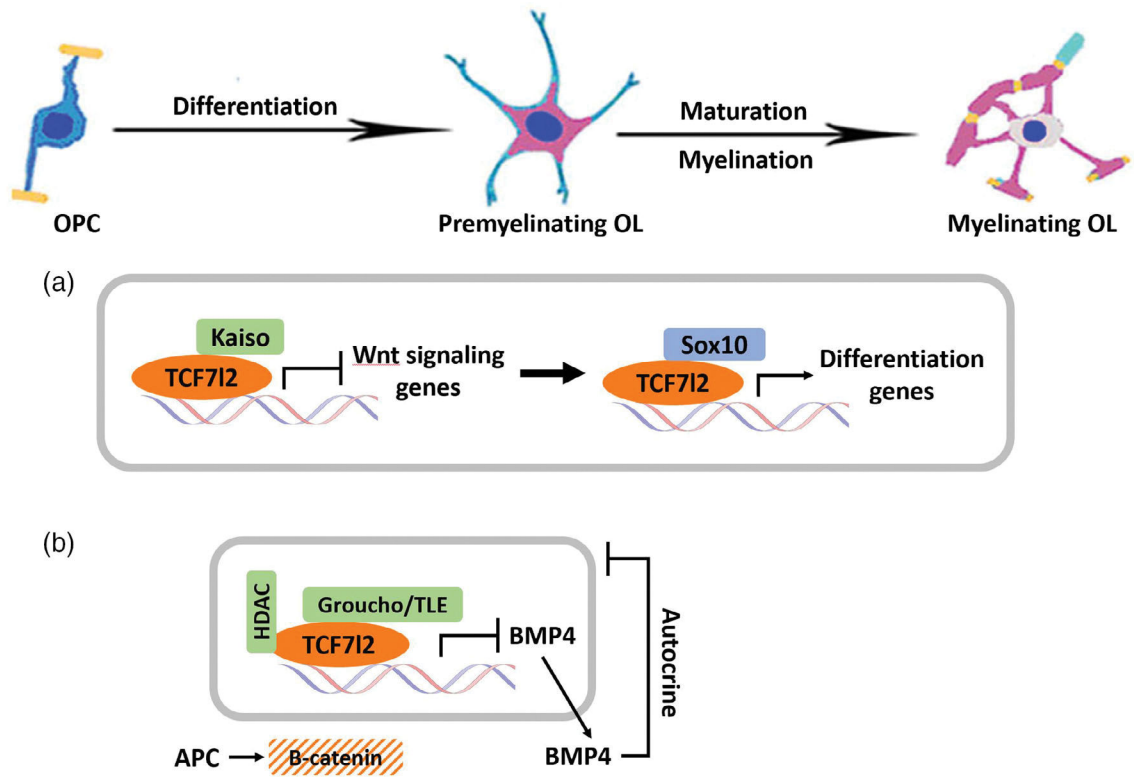 Differentiation
Maturation
Myelination
OPC
Premyelinating OL
Myelinating OL
(a)
Kaiso
TCF7l2
Wnt signaling
genes
Sox10
TCF7l2
Differentiation
genes
(b)
HDAC
Groucho/TLE
TCF7l2
BMP4
Autocrine
APC
B-catenin
BMP4